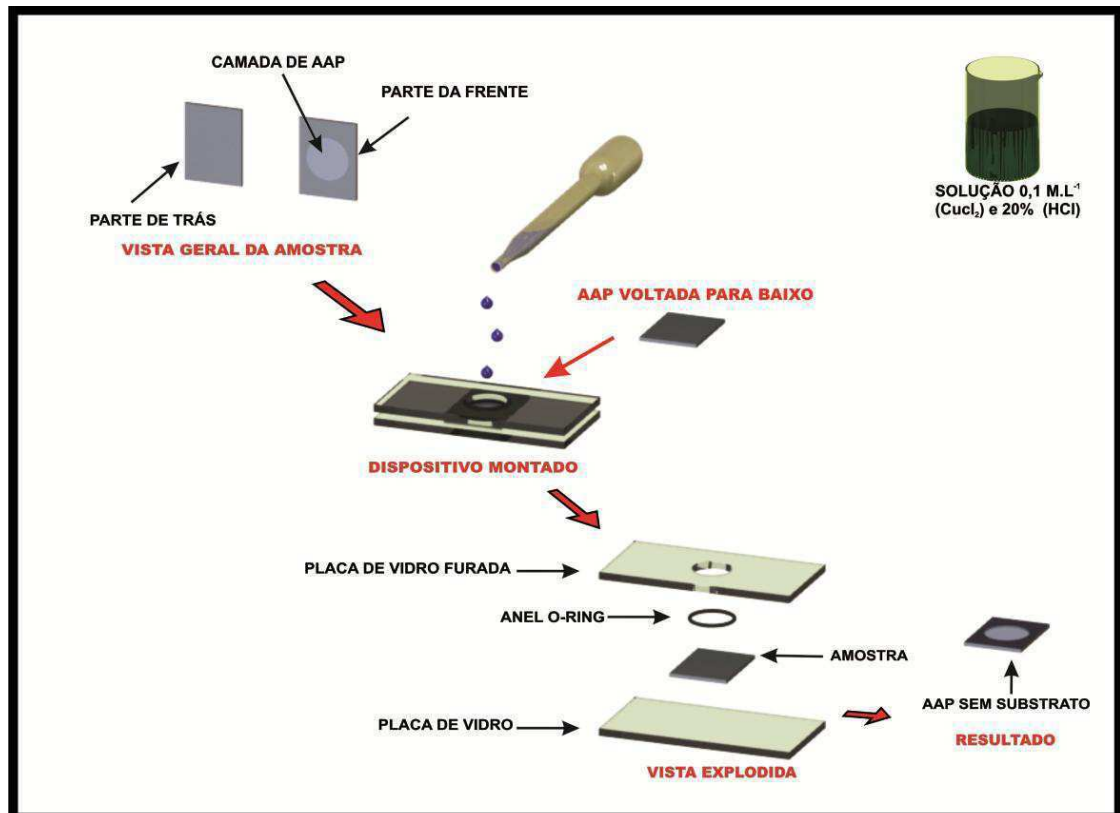 CAMADA DE AAP
PARTE DA FRENTE
PARTE DE TRÁS
VISTA GERAL DA AMOSTRA
SOLUÇÃO 0,1 M.L⁻¹
(Cucl₂) e 20% (HCl)
AAP VOLTADA PARA BAIXO
DISPOSITIVO MONTADO
PLACA DE VIDRO FURADA
ANEL O-RING
AMOSTRA
AAP SEM SUBSTRATO
PLACA DE VIDRO
RESULTADO
VISTA EXPLODIDA